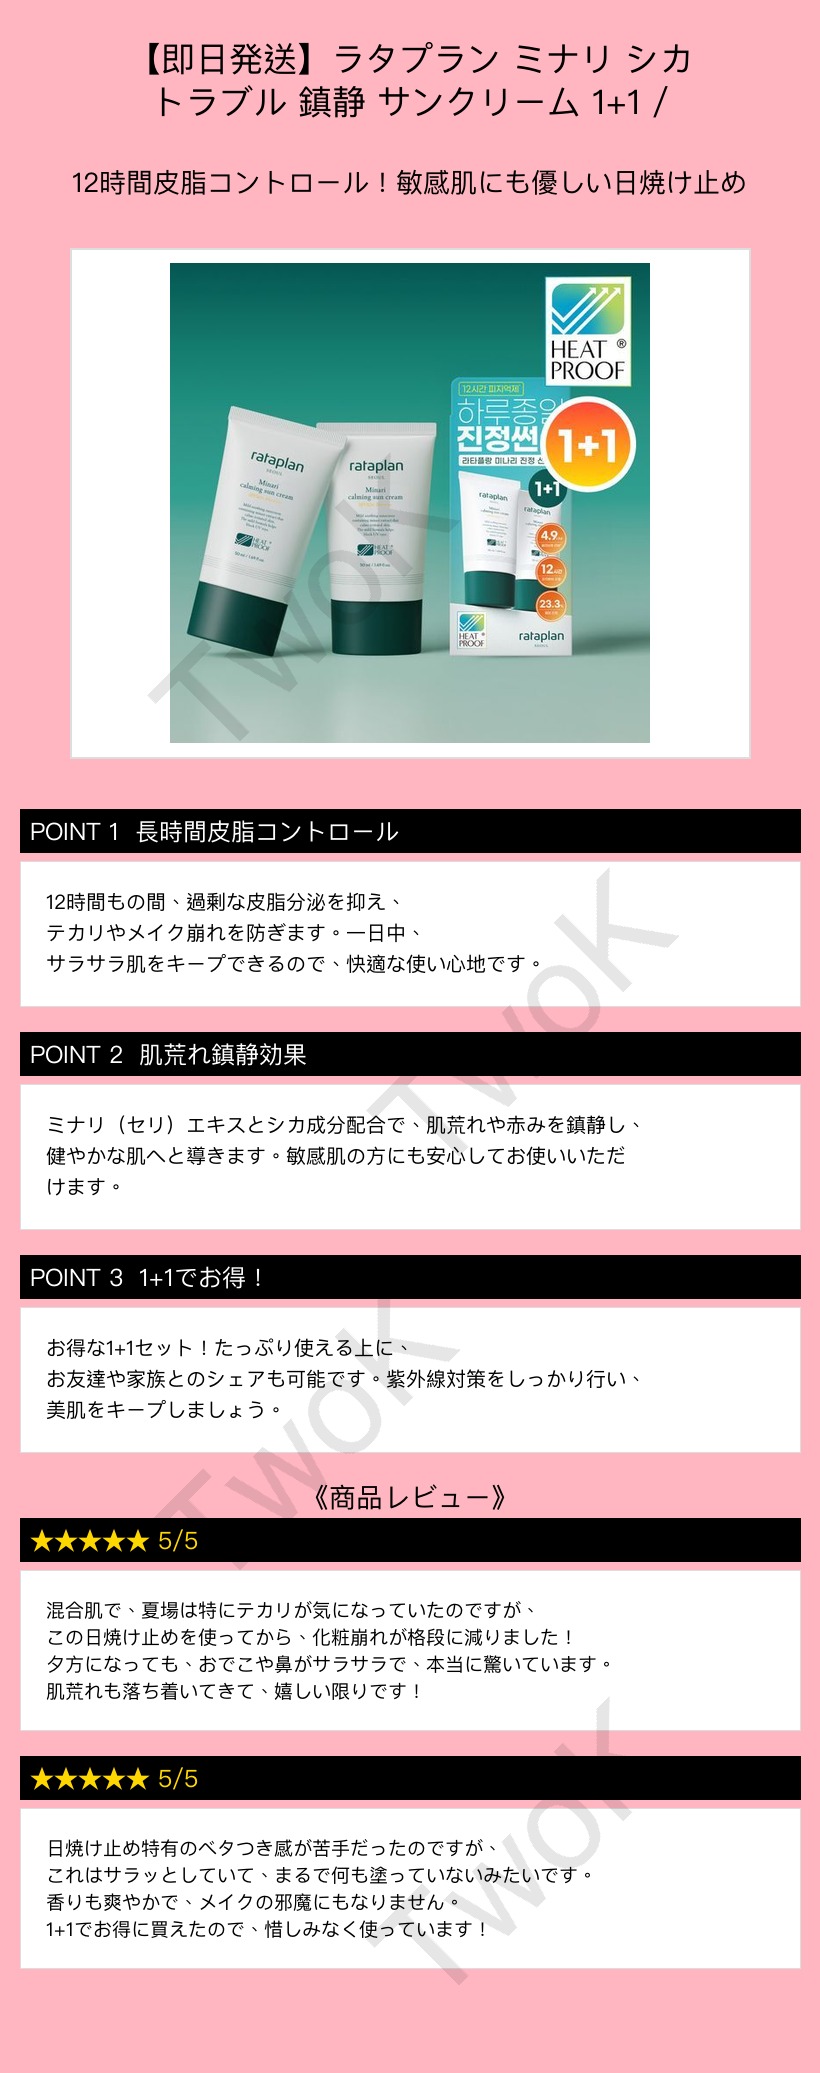 【即日発送】ラタプラン ミナリ シカ
トラブル 鎮静 サンクリーム 1+1 /
12時間皮脂コントロール！敏感肌にも優しい日焼け止め
HEAT ®
PROOF
12시간 피지억제
하루종일
진정썬
1+1
라타플랑 미나리 진정 선
rataplan
Minari
calming sun cream
HEAT
PROOF
50 ml / 1.69 fl.oz.
rataplan
Minari
calming sun cream
HEAT
PROOF
50 ml / 1.69 fl.oz.
rataplan
1+1
rataplan
4.9
12시간
23.3
HEAT ®
PROOF
rataplan
TwoK
POINT 1 長時間皮脂コントロール
12時間もの間、過剰な皮脂分泌を抑え、
テカリやメイク崩れを防ぎます。一日中、
サラサラ肌をキープできるので、快適な使い心地です。
TwoK
POINT 2 肌荒れ鎮静効果
ミナリ（セリ）エキスとシカ成分配合で、肌荒れや赤みを鎮静し、
健やかな肌へと導きます。敏感肌の方にも安心してお使いいただ
けます。
POINT 3 1+1でお得！
お得な1+1セット！たっぷり使える上に、
お友達や家族とのシェアも可能です。紫外線対策をしっかり行い、
美肌をキープしましょう。
TwoK
《商品レビュー》
★★★★★ 5/5
混合肌で、夏場は特にテカリが気になっていたのですが、
この日焼け止めを使ってから、化粧崩れが格段に減りました！
夕方になっても、おでこや鼻がサラサラで、本当に驚いています。
肌荒れも落ち着いてきて、嬉しい限りです！
★★★★★ 5/5
日焼け止め特有のベタつき感が苦手だったのですが、
これはサラッとしていて、まるで何も塗っていないみたいです。
香りも爽やかで、メイクの邪魔にもなりません。
1+1でお得に買えたので、惜しみなく使っています！
TwoK